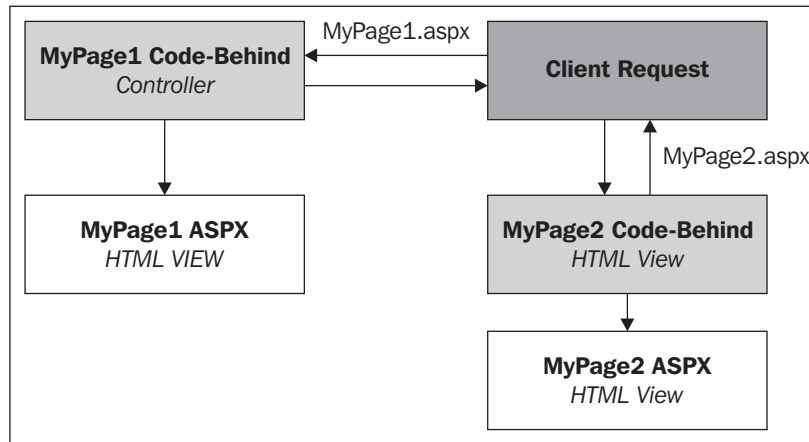 MyPage1 Code-Behind
Controller
MyPage1.aspx
Client Request
MyPage2.aspx
MyPage1 ASPX
HTML VIEW
MyPage2 Code-Behind
HTML View
MyPage2 ASPX
HTML View